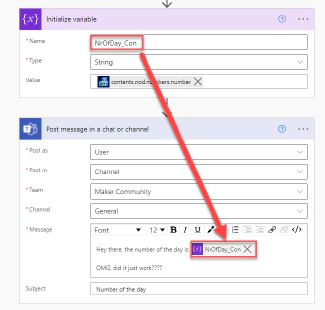 Initialize variable
* Name
NrOfDay_Con
* Type
String
Value
contents.nod.numbers.number
Post message in a chat or channel
* Post as
User
* Post in
Channel
* Team
Maker Community
* Channel
General
* Message
Font 12 B I U
Hey there, the number of the day is NrOfDay_Con
OMG, did it just work????
Subject
Number of the day